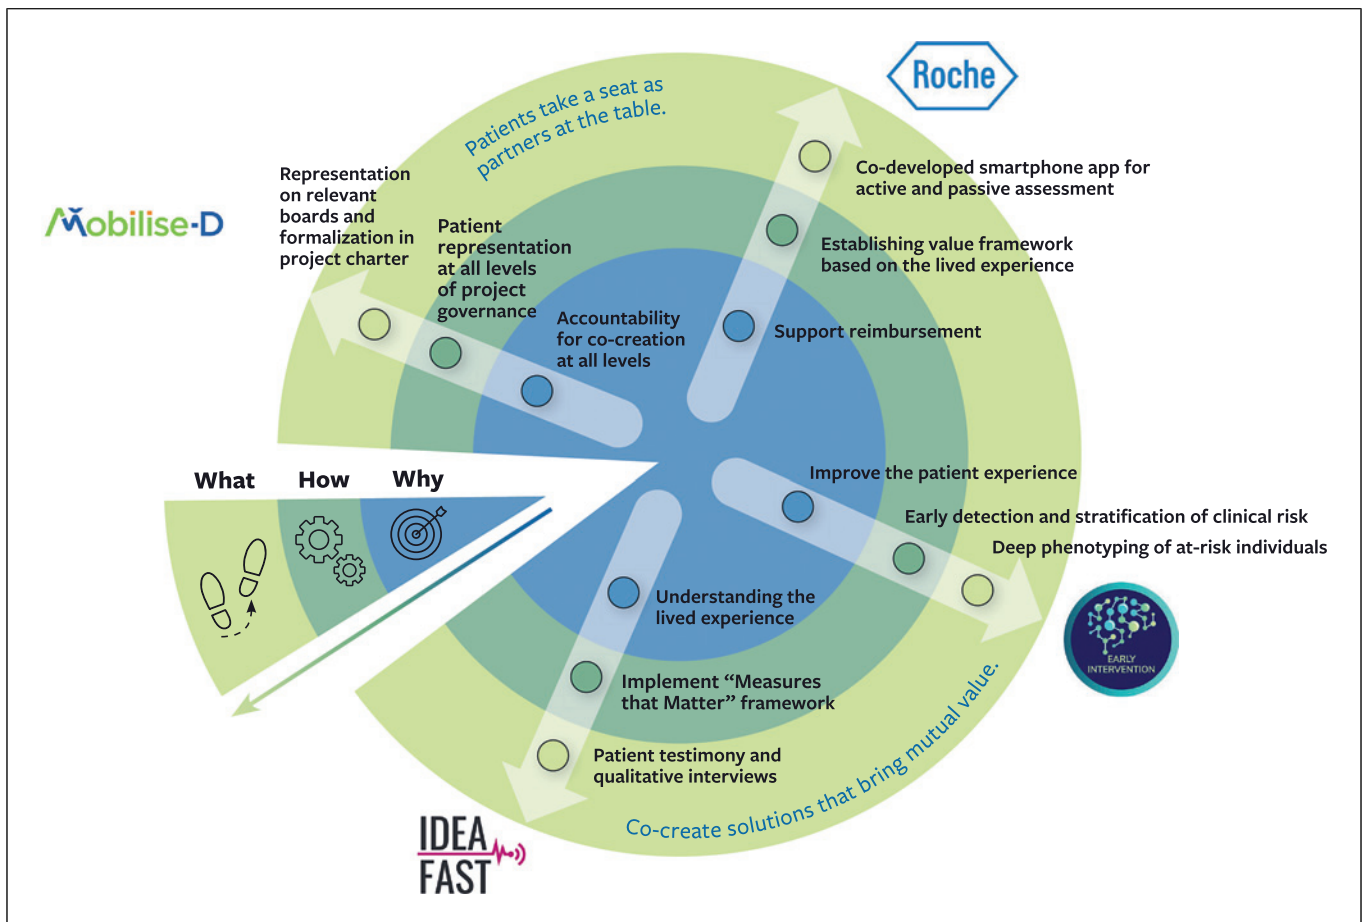 Patients take a seat as
partners at the table.
Roche
Mobilise-D
Representation
on relevant
boards and
formalization in
project charter
Patient
representation
at all levels
of project
governance
Accountability
for co-creation
at all levels
Co-developed smartphone app for
active and passive assessment
Establishing value framework
based on the lived experience
Support reimbursement
What
How
Why
Improve the patient experience
Early detection and stratification of clinical risk
Deep phenotyping of at-risk individuals
EARLY
INTERVENTION
Understanding the
lived experience
Implement “Measures
that Matter” framework
Patient testimony and
qualitative interviews
Co-create solutions that bring mutual value.
IDEA
FAST